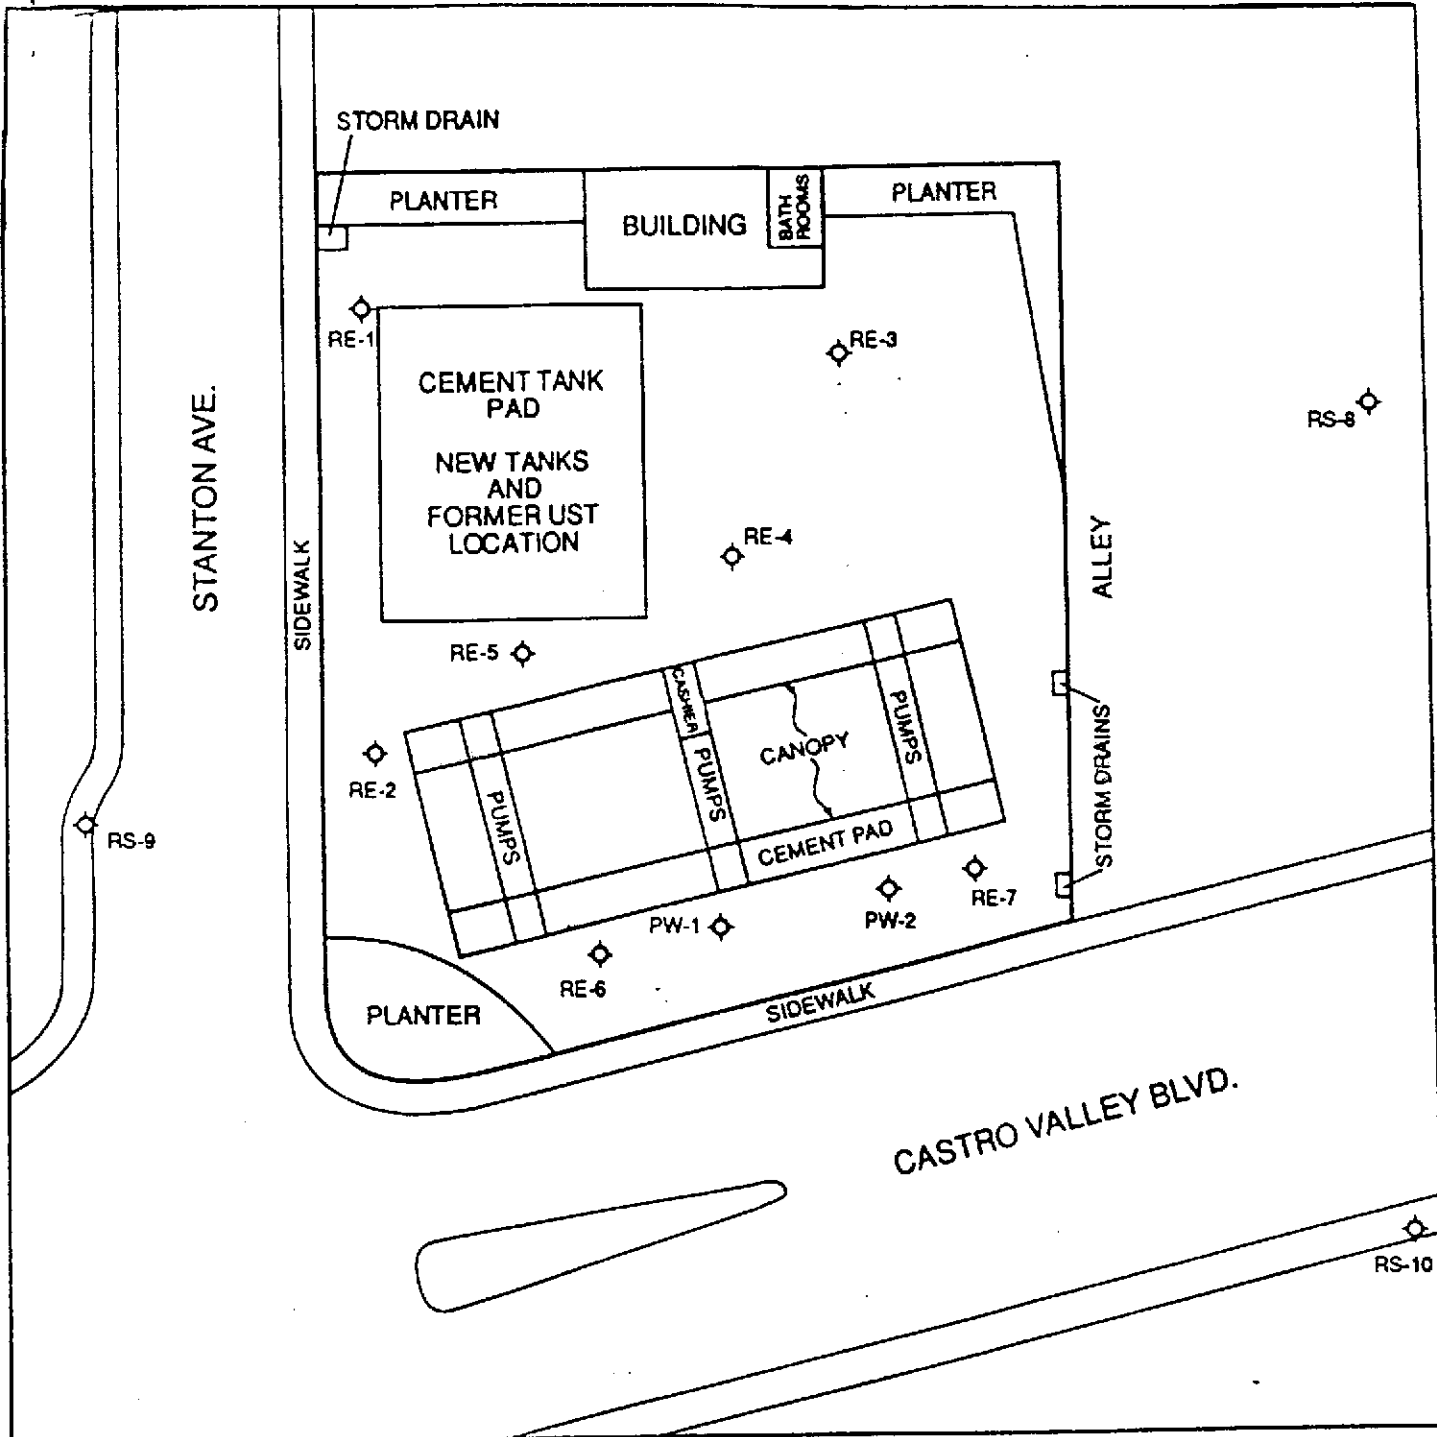 STORM DRAIN
PLANTER
BUILDING
BATH
ROOMS
PLANTER
RE-1
RE-3
CEMENT TANK
PAD
NEW TANKS
AND
FORMER UST
LOCATION
RS-8
STANTON AVE.
SIDEWALK
RE-4
ALLEY
RE-5
CASHIER
PUMPS
CANOPY
PUMPS
STORM DRAINS
RE-2
PUMPS
RS-9
CEMENT PAD
RE-7
PW-1
PW-2
RE-6
SIDEWALK
PLANTER
CASTRO VALLEY BLVD.
RS-10